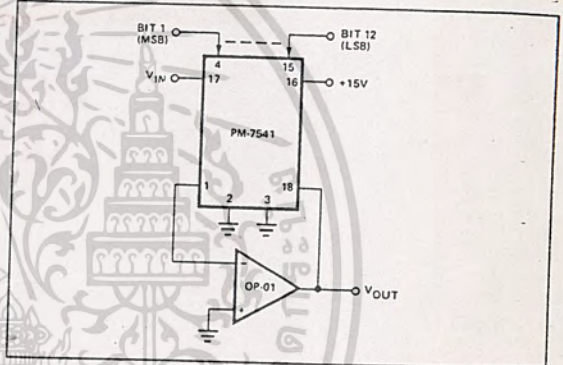 BIT 1
(MSB)
BIT 12
(LSB)
4
15
VIN
17
16
+15V
PM-7541
1
18
2
3
-
OP-01
+
VOUT